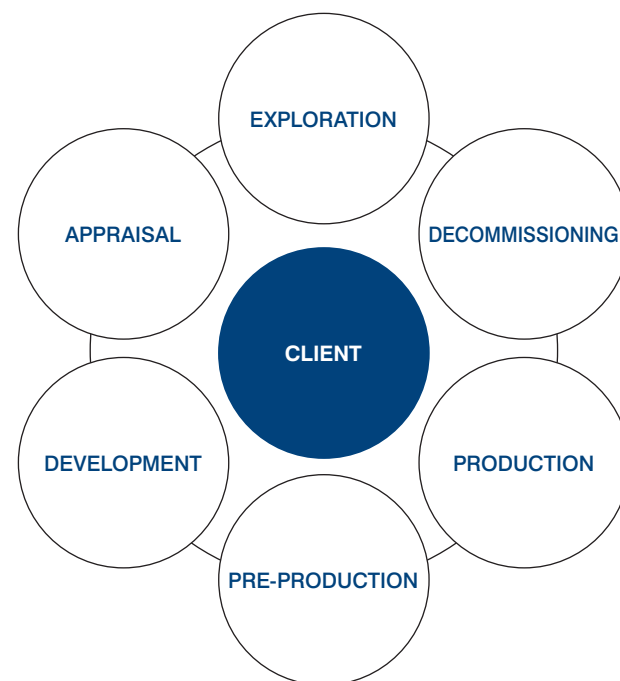 EXPLORATION
APPRAISAL
DECOMMISSIONING
CLIENT
DEVELOPMENT
PRODUCTION
PRE-PRODUCTION